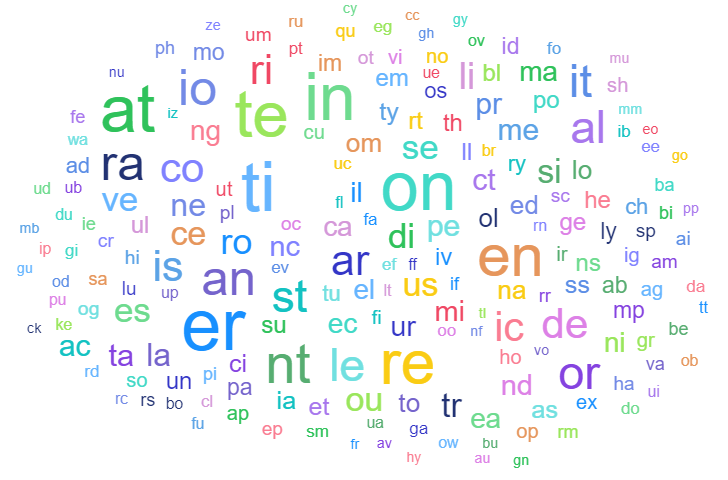 cy
cc
ze ru eg gy
um qu gh ov
ph mo pt ot vi no id fo
nu io ri im em ue li bl ma it mu
at iz te in os sh
fe ng cu ty rt th pr po mm
wa om se me al ib eo
ad ra co uc ll br ry si lo ee go
ud ub ut ti il on ct ba
du ve ne pl fl ed sc he ch bi pp
mb ie ul ce oc ca fa di pe ol rn ge ly sp ai
ip gi cr ro nc
gu hi is an ev ar ef ff iv en ir ns ig am
od sa lu up st tu el lt us if na rr ss ab ag da
pu og es er su ec fi ur mi tl ic de mp tt
ck ke oo nf ni gr be
ac ta la ci nt le re ho vo or va ob
rd so un pi pa nd ha ui
rc rs bo cl ap ia et ou to tr as ex do
fu ep sm ua ga ea op rm
fr av ow bu
hy au gn